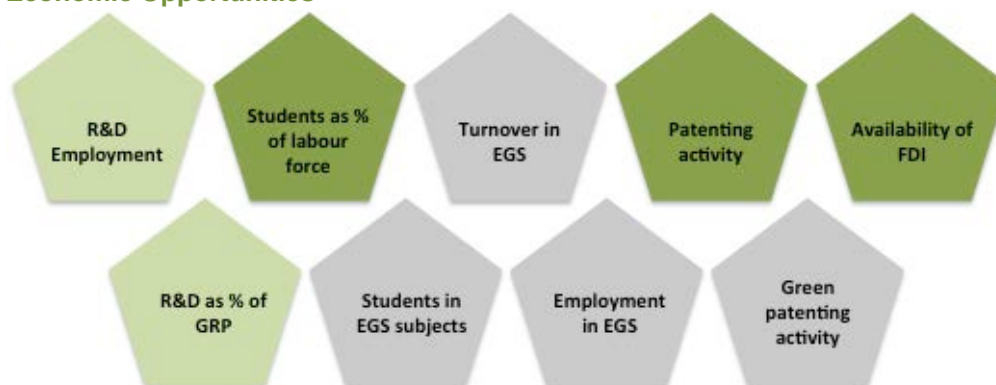 Economic Opportunities
R&D
Employment
Students as %
of labour
force
Turnover in
EGS
Patenting
activity
Availability of
FDI
R&D as % of
GRP
Students in
EGS subjects
Employment
in EGS
Green
patenting
activity